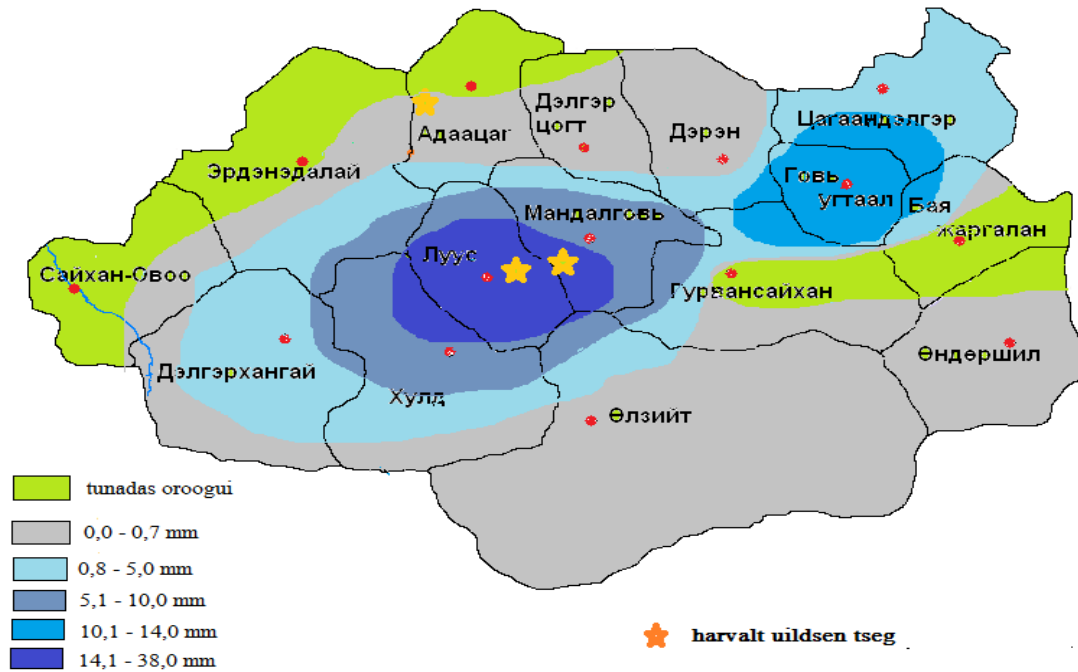 Дэлгэр
цогт
Цагаандэлгэр
Адаацаг
Дэрэн
Эрдэнэдалай
Говь
угтаал
Бая
Мандалговь
жаргалан
Луус
Сайхан-Овоо
Гурвансайхан
Өндөршил
Дэлгэрхангай
Хулд
Өлзийт
tunadas oroogui
0,0 - 0,7 mm
0,8 - 5,0 mm
5,1 - 10,0 mm
10,1 - 14,0 mm
14,1 - 38,0 mm
harvalt uildsen tseg